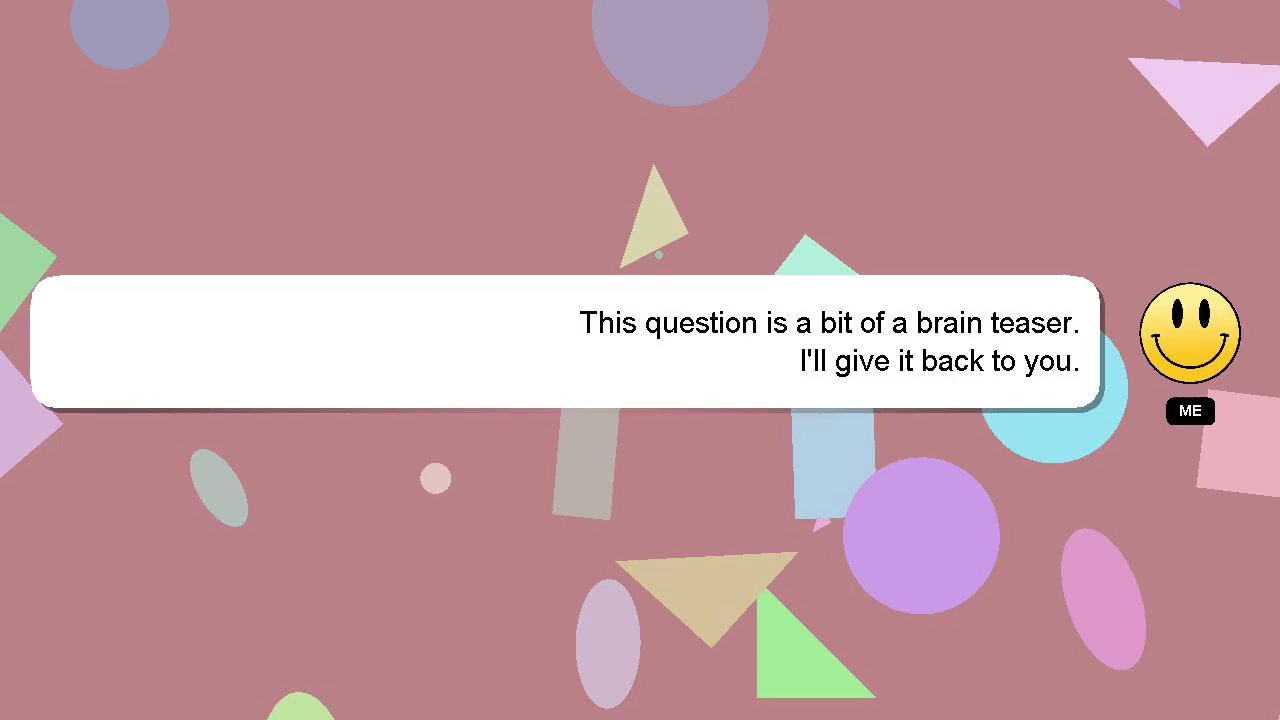 This question is a bit of a brain teaser.
I'll give it back to you.
ME